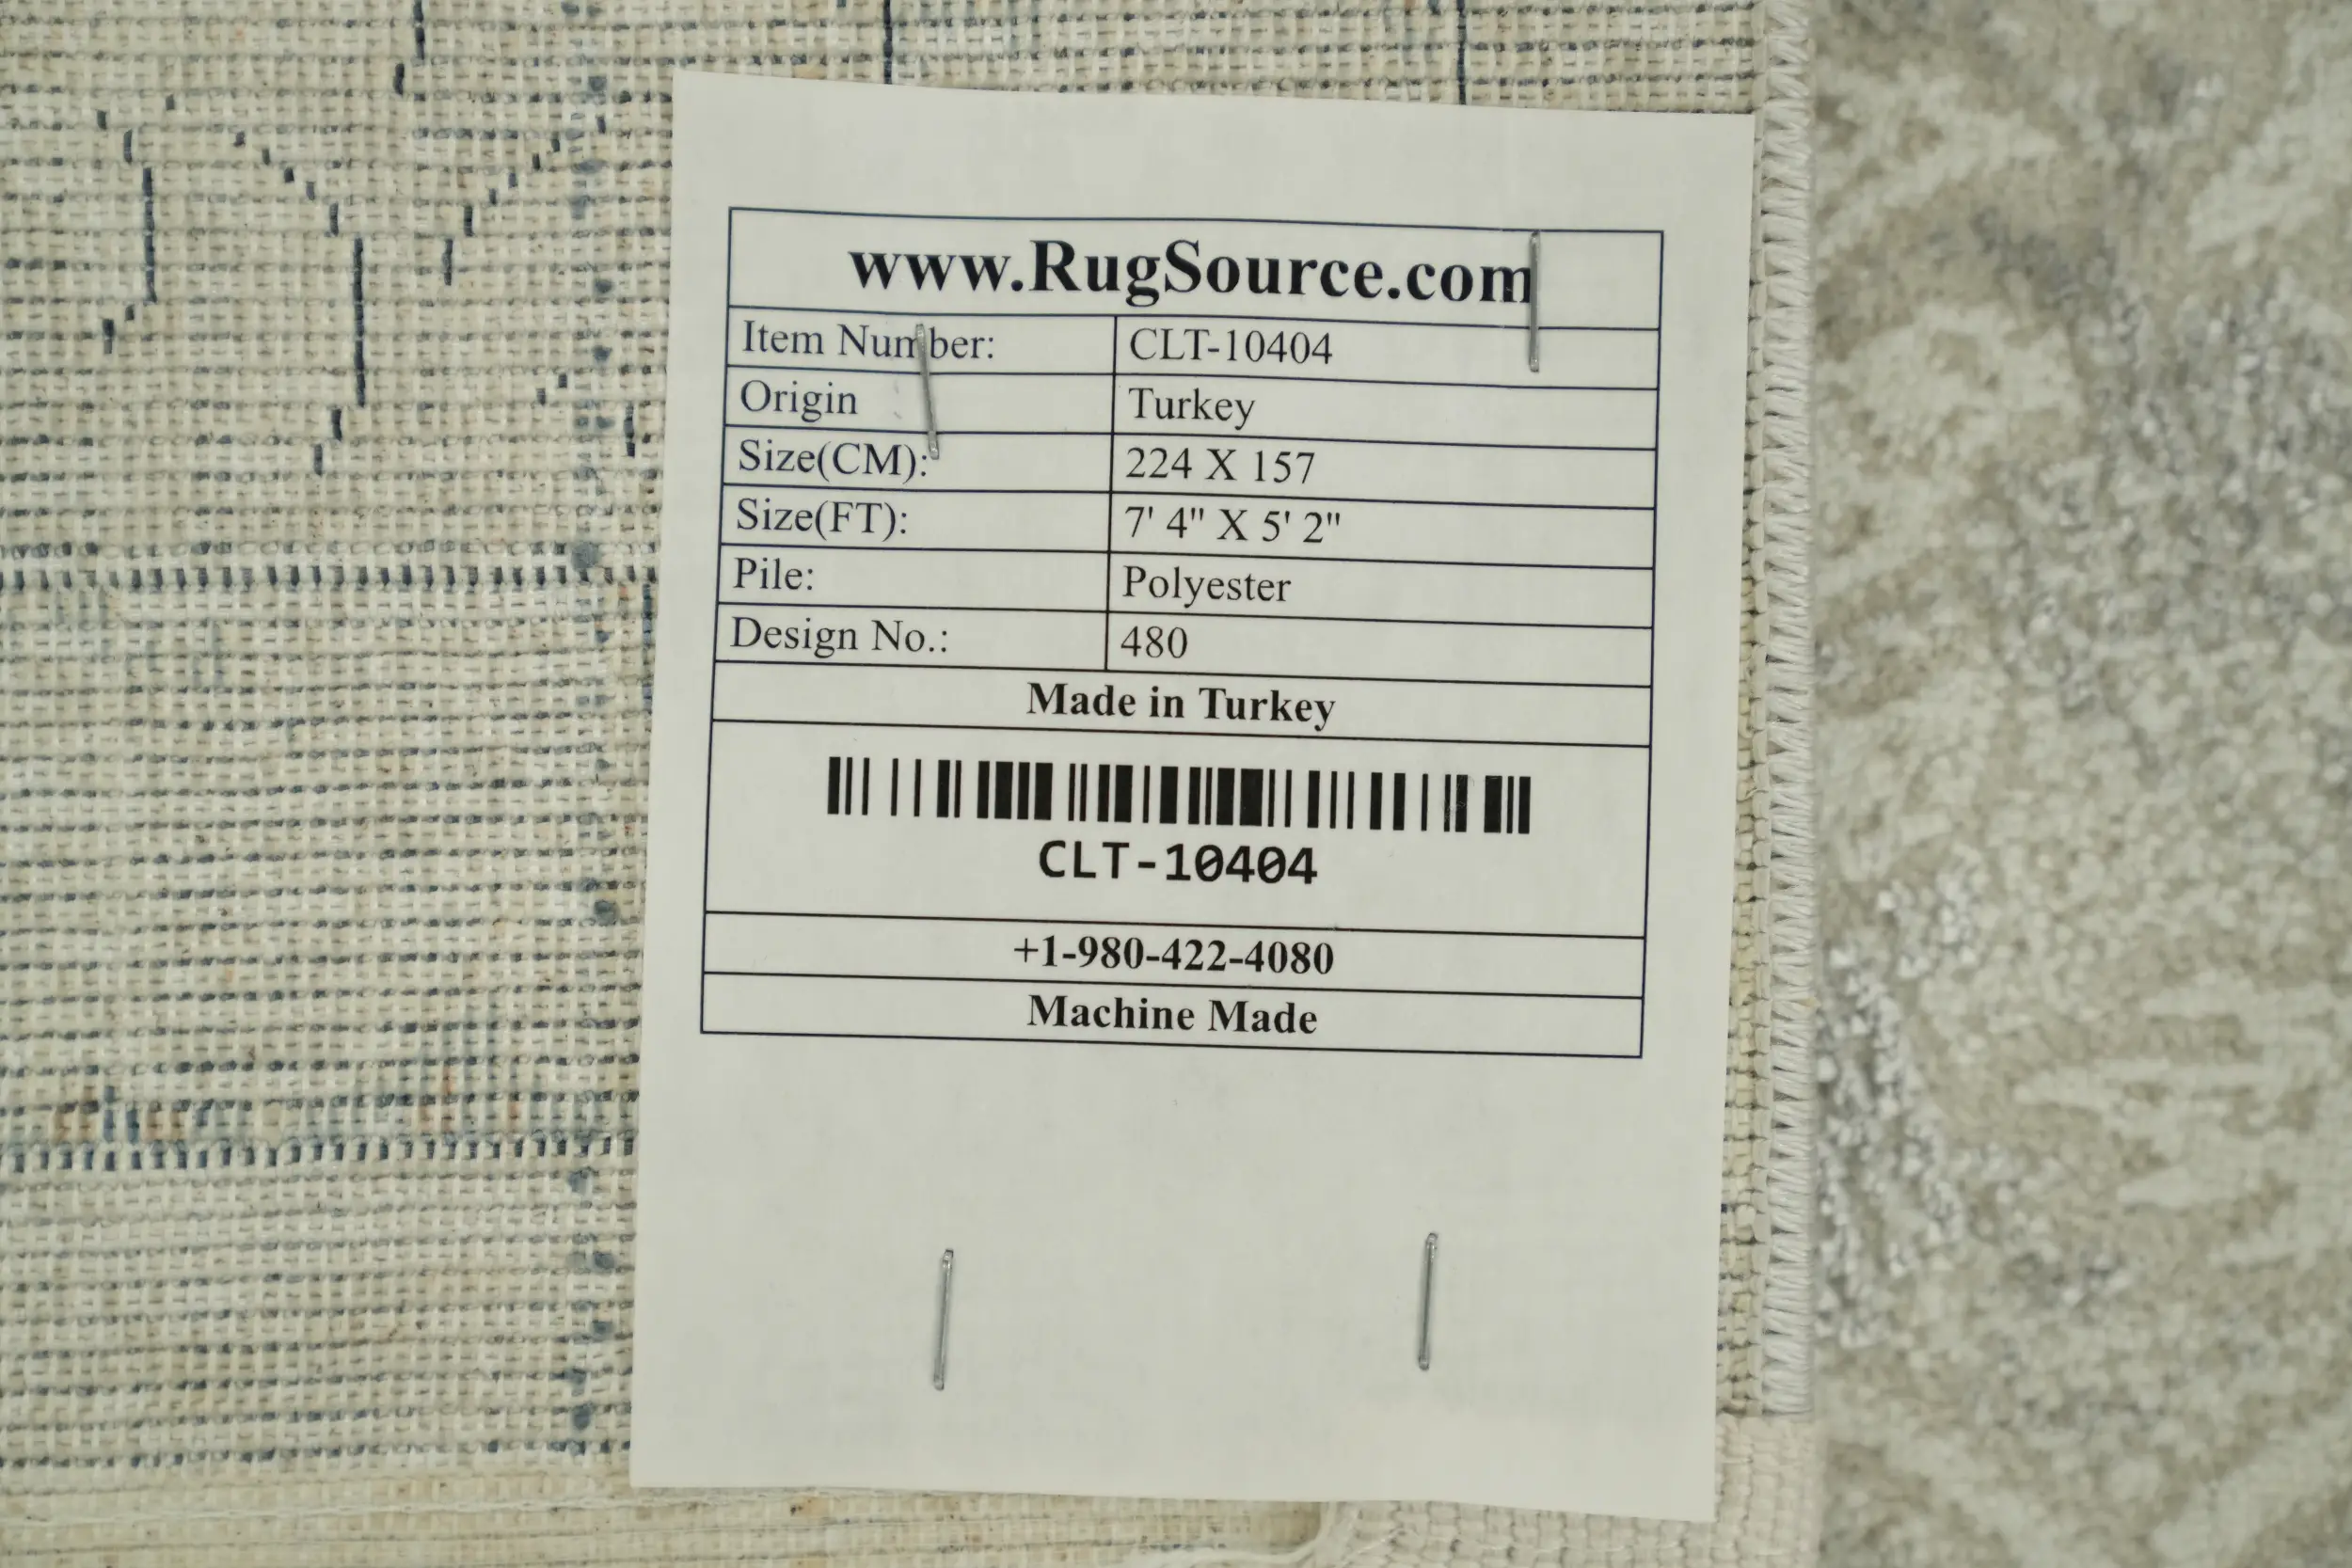 www.RugSource.com
Item Number: CLT-10404
Origin Turkey
Size(CM): 224 X 157
Size(FT): 7' 4" X 5' 2"
Pile: Polyester
Design No.: 480
Made in Turkey
CLT-10404
+1-980-422-4080
Machine Made